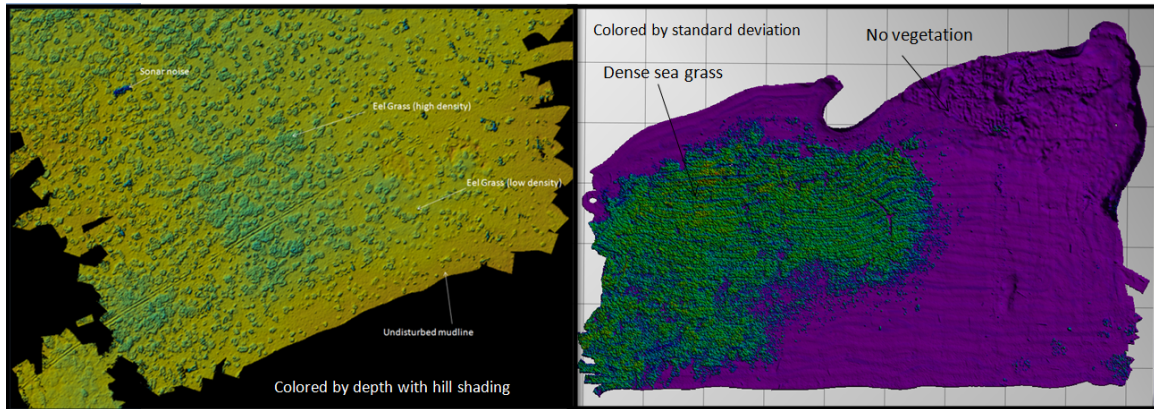 Sonar noise
Eel Grass (high density)
Eel Grass (low density)
Undisturbed mudline
Colored by depth with hill shading
Colored by standard deviation
No vegetation
Dense sea grass